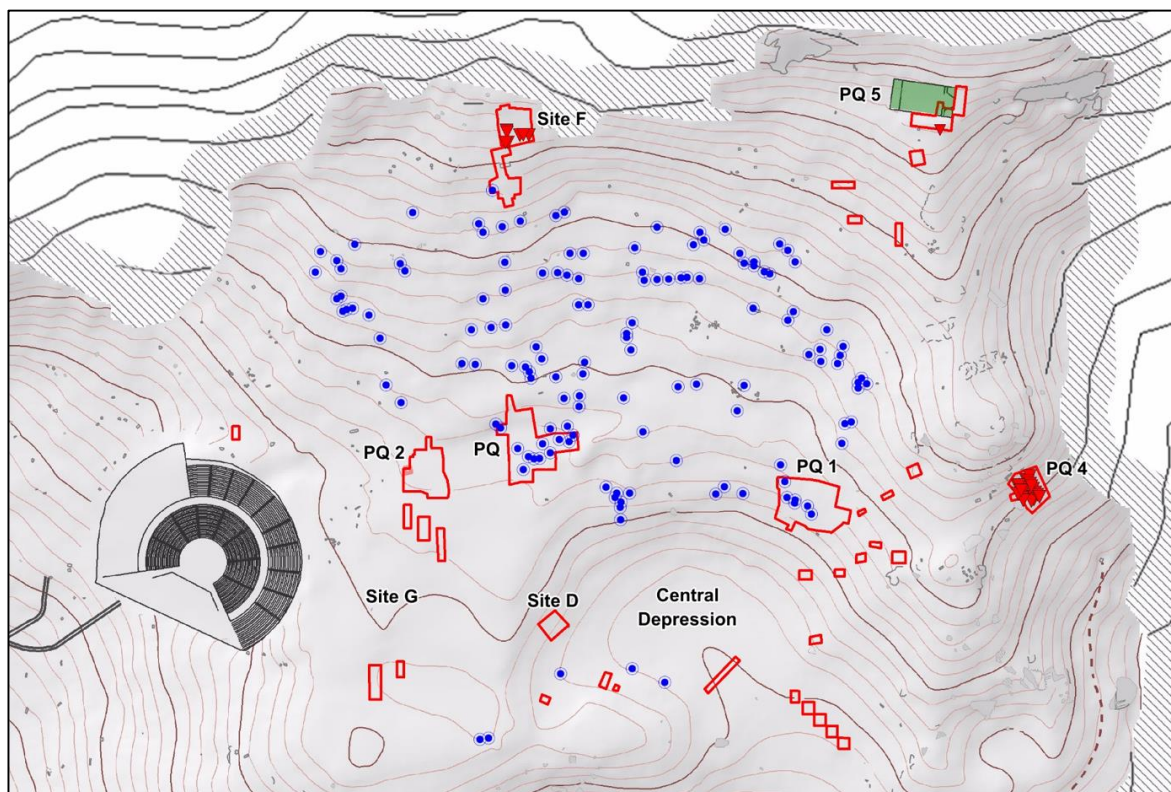 PQ 5
Site F
PQ 2
PQ
PQ 1
PQ 4
Site G
Site D
Central
Depression